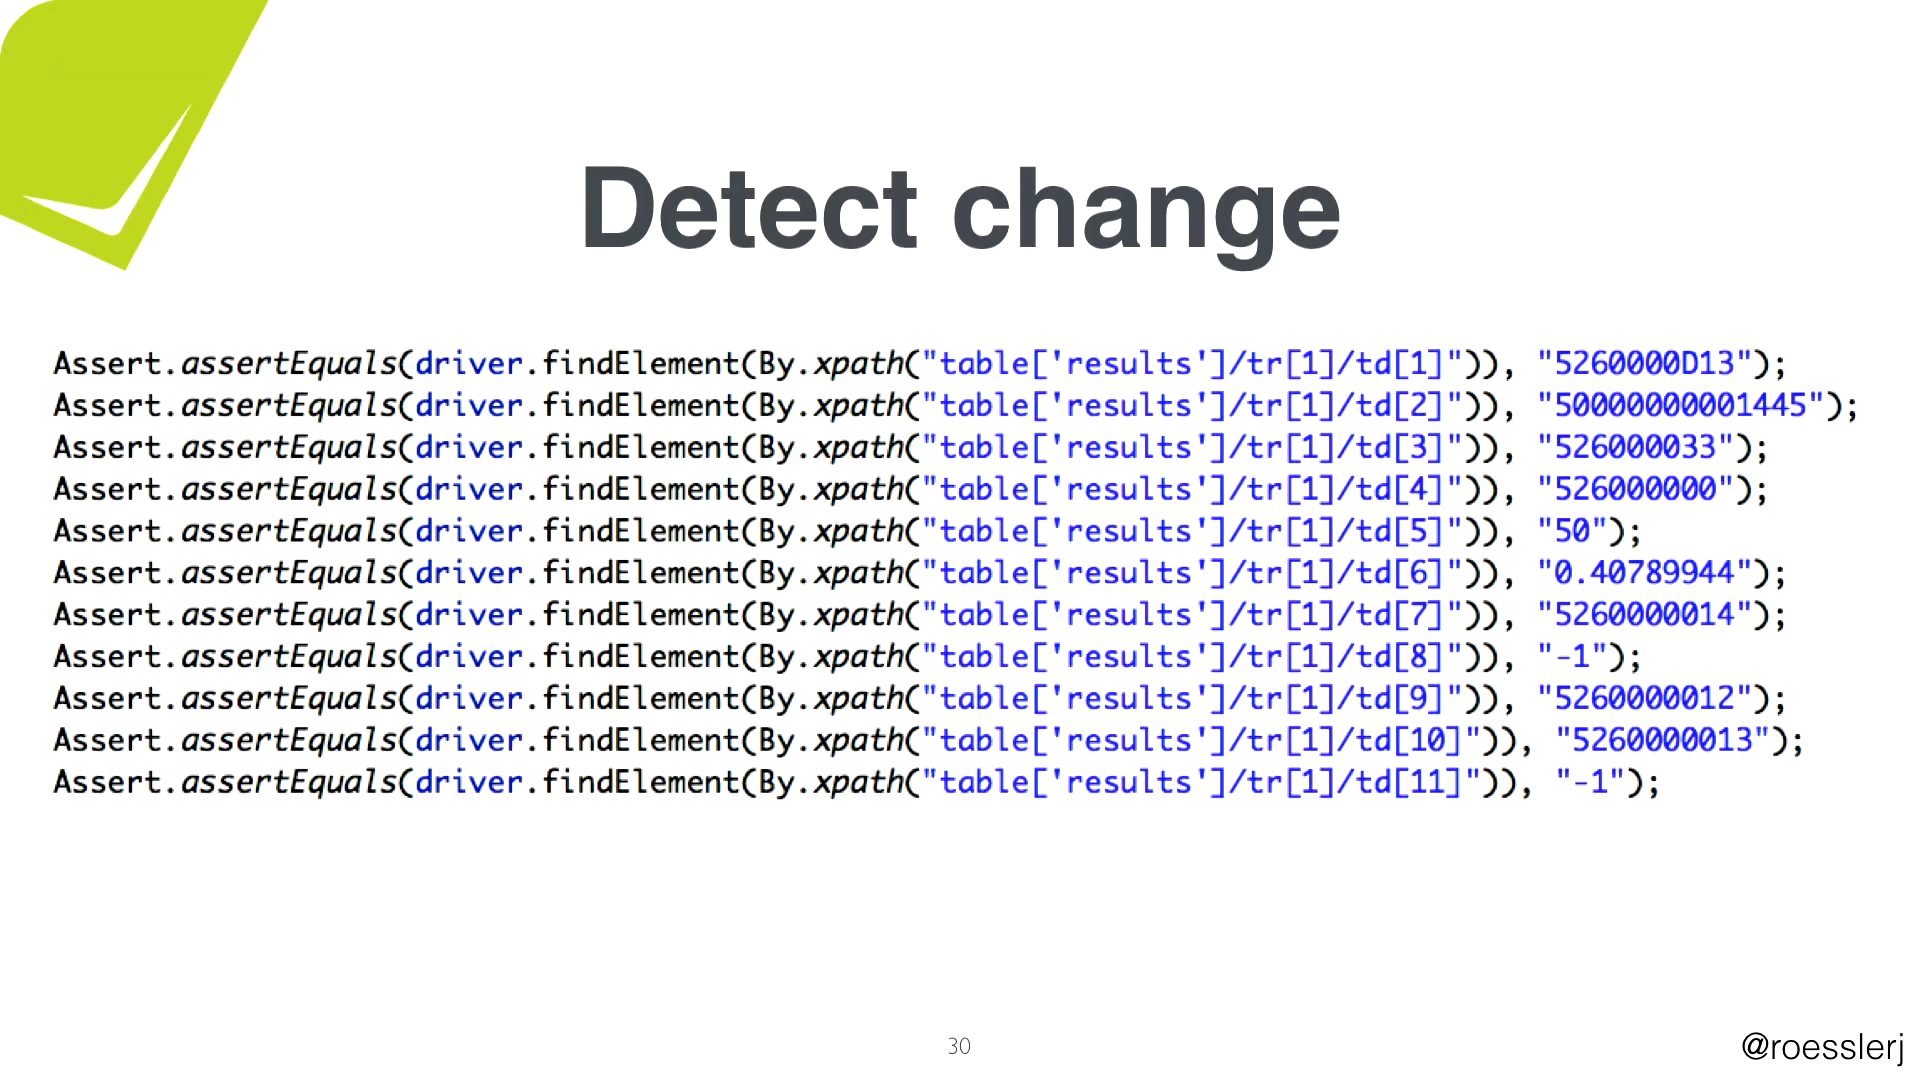 Detect change
Assert.assertEquals(driver.findElement(By.xpath("table['results']/tr[1]/td[1]")), "5260000D13");
Assert.assertEquals(driver.findElement(By.xpath("table['results']/tr[1]/td[2]")), "50000000001445");
Assert.assertEquals(driver.findElement(By.xpath("table['results']/tr[1]/td[3]")), "526000033");
Assert.assertEquals(driver.findElement(By.xpath("table['results']/tr[1]/td[4]")), "526000000");
Assert.assertEquals(driver.findElement(By.xpath("table['results']/tr[1]/td[5]")), "50");
Assert.assertEquals(driver.findElement(By.xpath("table['results']/tr[1]/td[6]")), "0.40789944");
Assert.assertEquals(driver.findElement(By.xpath("table['results']/tr[1]/td[7]")), "5260000014");
Assert.assertEquals(driver.findElement(By.xpath("table['results']/tr[1]/td[8]")), "-1");
Assert.assertEquals(driver.findElement(By.xpath("table['results']/tr[1]/td[9]")), "5260000012");
Assert.assertEquals(driver.findElement(By.xpath("table['results']/tr[1]/td[10]")), "5260000013");
Assert.assertEquals(driver.findElement(By.xpath("table['results']/tr[1]/td[11]")), "-1");
30
@roesslerj